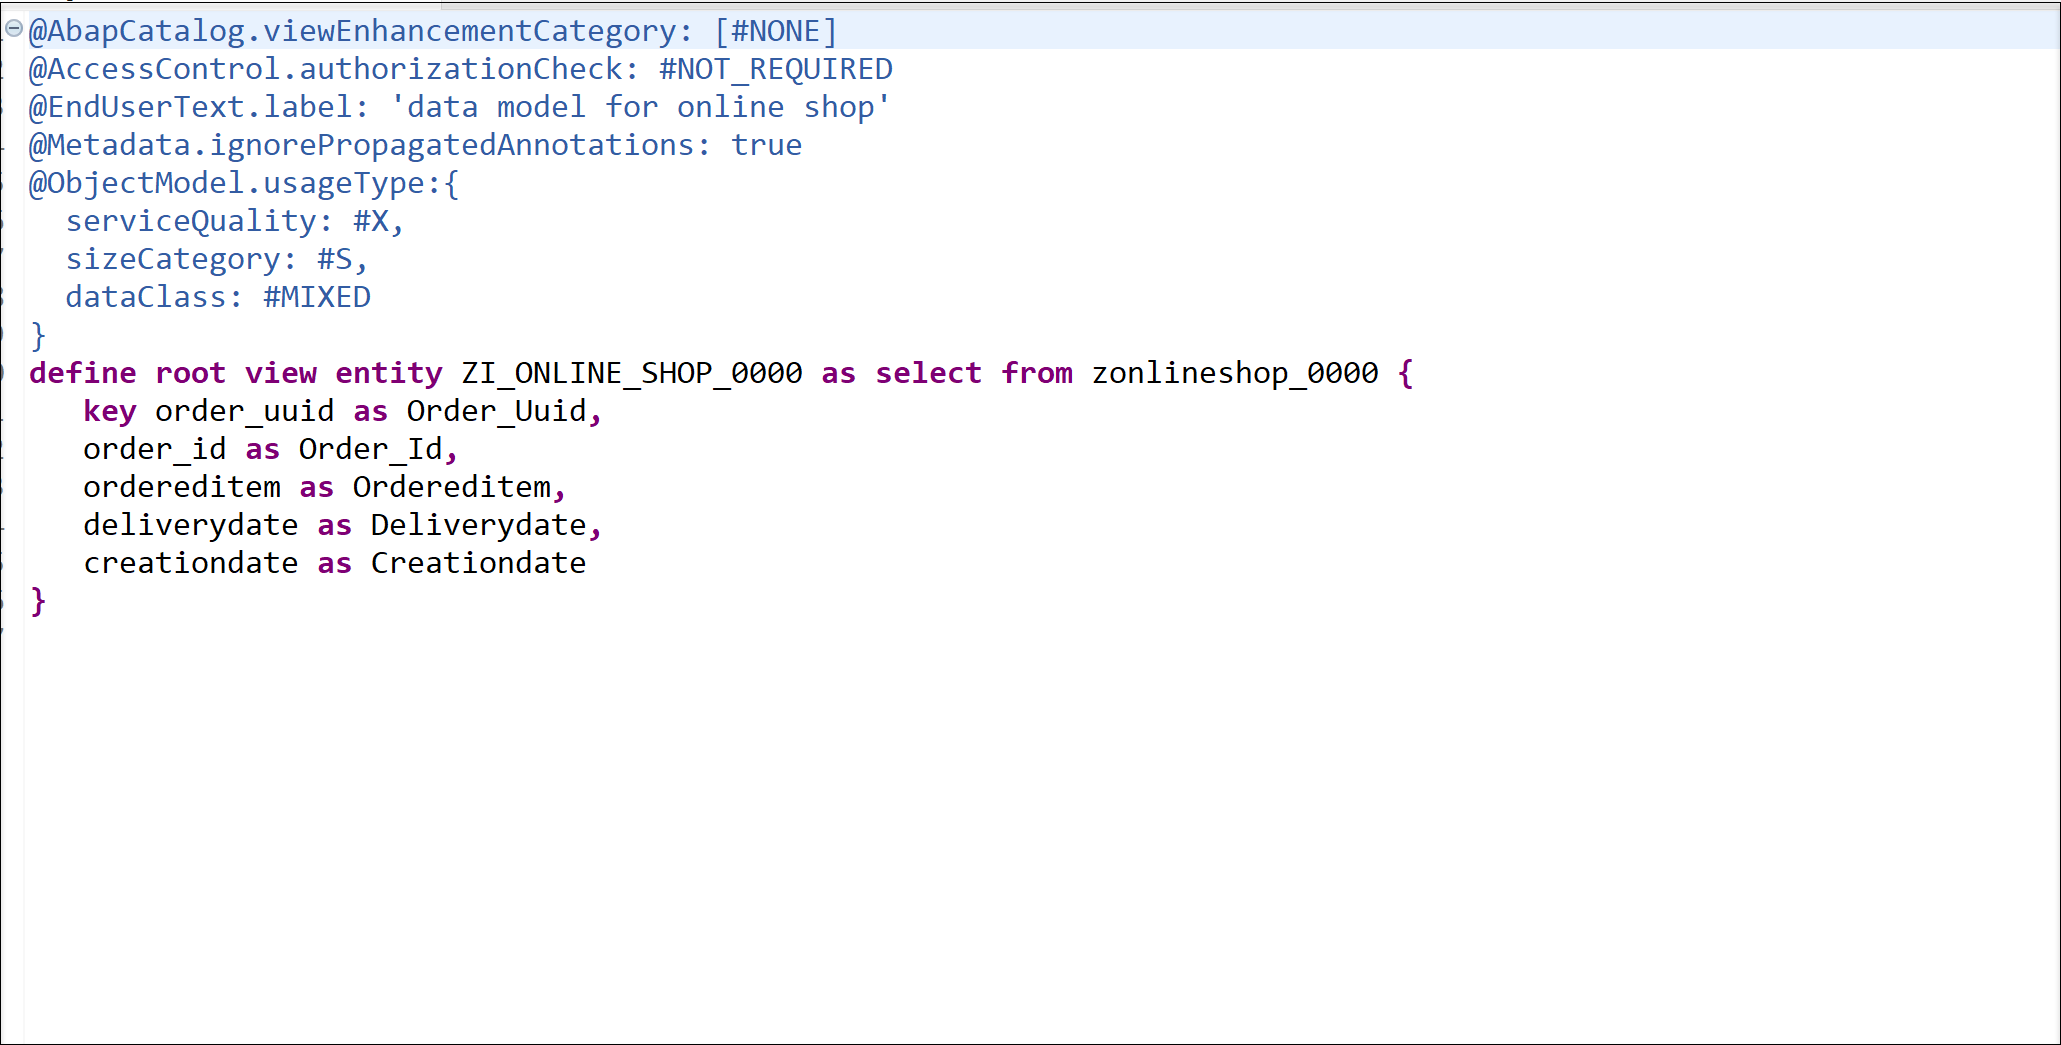 @AbapCatalog.viewEnhancementCategory: [#NONE]
@AccessControl.authorizationCheck: #NOT_REQUIRED
@EndUserText.label: 'data model for online shop'
@Metadata.ignorePropagatedAnnotations: true
@ObjectModel.usageType:{
  serviceQuality: #X,
  sizeCategory: #S,
  dataClass: #MIXED
}
define root view entity ZI_ONLINE_SHOP_0000 as select from zonlineshop_0000 {
   key order_uuid as Order_Uuid,
   order_id as Order_Id,
   ordereditem as Ordereditem,
   deliverydate as Deliverydate,
   creationdate as Creationdate
}